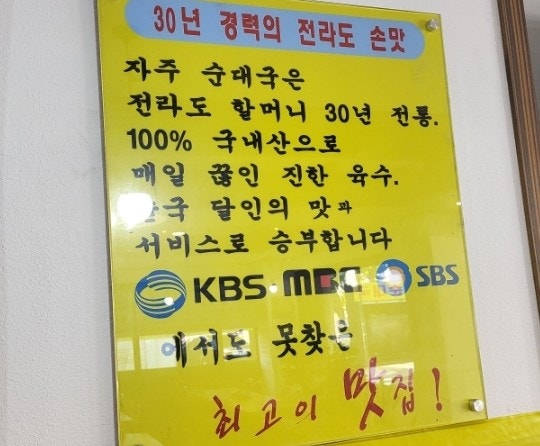 30년 경력의 전라도 손맛
자주 순대국은
전라도 할머니 30년 전통.
100% 국내산으로
매일 끊인 진한 육수.
달인의 맛과
서비스로 승부합니다
KBS·MBC SBS
에서도 못찾은
최고의 맛집!